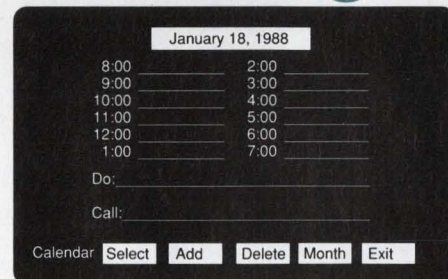 January 18, 1988
8:00 2:00
9:00 3:00
10:00 4:00
11:00 5:00
12:00 6:00
1:00 7:00
Do:
Call:
Calendar Select Add Delete Month Exit